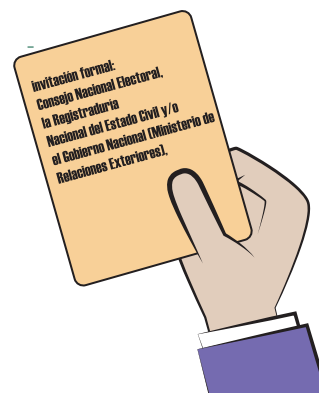 Invitación formal:
Consejo Nacional Electoral,
la Registraduría
Nacional del Estado Civil y/o
el Gobierno Nacional (Ministerio de
Relaciones Exteriores).